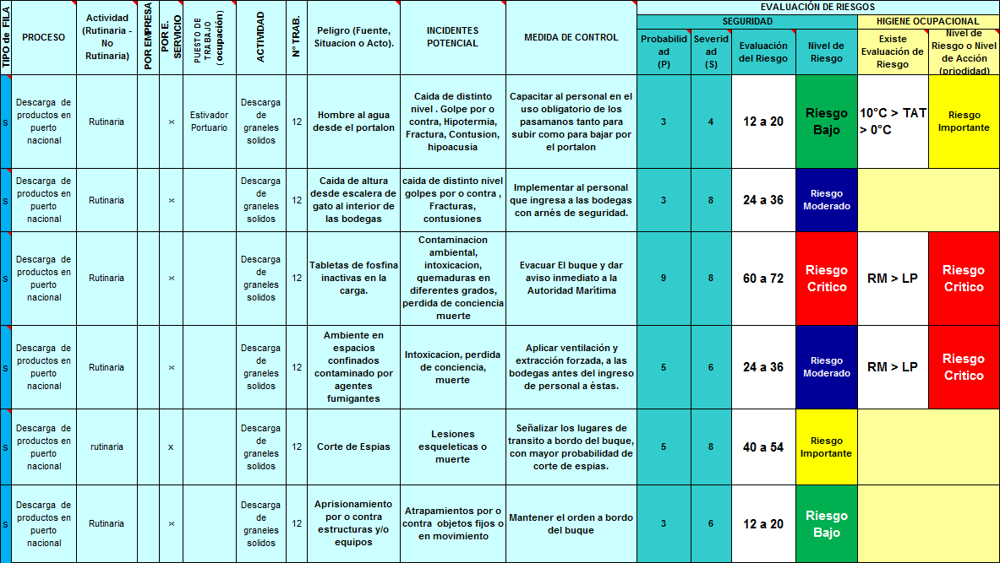 TIPO de FILA
PROCESO
Actividad
(Rutinaria -
No
Rutinaria)
POR EMPRESA
POR E.
SERVICIO
PUESTO DE
TRABAJO
(ocupación)
ACTIVIDAD
N° TRAB.
Peligro (Fuente,
Situacion o Acto).
INCIDENTES
POTENCIAL
MEDIDA DE CONTROL
EVALUACIÓN DE RIESGOS
SEGURIDAD
HIGIENE OCUPACIONAL
Probabilid
ad
(P)
Severid
ad
(S)
Evaluación
del Riesgo
Nivel de
Riesgo
Existe
Evaluación de
Riesgo
Nivel de
Riesgo o Nivel
de Acción
(priodidad)
s
Descarga de
productos en
puerto
nacional
Rutinaria
x
Estivador
Portuario
Descarga
de
graneles
solidos
12
Hombre al agua
desde el portalon
Caida de distinto
nivel . Golpe por o
contra, Hipotermia,
Fractura, Contusion,
hipoacusia
Capacitar al personal en el
uso obligatorio de los
pasamanos tanto para
subir como para bajar por
el portalon
3
4
12 a 20
Riesgo
Bajo
10°C > TAT
> 0°C
Riesgo
Importante
s
Descarga de
productos en
puerto
nacional
Rutinaria
x
Descarga
de
graneles
solidos
12
Caida de altura
desde escalera de
gato al interior de
las bodegas
caida de distinto nivel
golpes por o contra ,
Fracturas,
contusiones
Implementar al personal
que ingresa a las bodegas
con arnés de seguridad.
3
8
24 a 36
Riesgo
Moderado
s
Descarga de
productos en
puerto
nacional
Rutinaria
x
Descarga
de
graneles
solidos
12
Tabletas de fosfina
inactivas en la
carga.
Contaminacion
ambiental,
intoxicacion,
quemaduras en
diferentes grados,
perdida de conciencia
muerte
Evacuar El buque y dar
aviso inmediato a la
Autoridad Marítima
9
8
60 a 72
Riesgo
Critico
RM > LP
Riesgo
Critico
s
Descarga de
productos en
puerto
nacional
Rutinaria
x
Descarga
de
graneles
solidos
12
Ambiente en
espacios
confinados
contaminado por
agentes
fumigantes
Intoxicacion, perdida
de conciencia,
muerte
Aplicar ventilación y
extracción forzada, a las
bodegas antes del ingreso
de personal a éstas.
5
6
24 a 36
Riesgo
Moderado
RM > LP
Riesgo
Critico
s
Descarga de
productos en
puerto
nacional
rutinaria
x
Descarga
de
graneles
solidos
12
Corte de Espias
Lesiones
esqueleticas o
muerte
Señalizar los lugares de
transito a bordo del buque,
con mayor probabilidad de
corte de espias.
5
8
40 a 54
Riesgo
Importante
s
Descarga de
productos en
puerto
nacional
Rutinaria
x
Descarga
de
graneles
solidos
12
Aprisionamiento
por o contra
estructuras y/o
equipos
Atrapamientos por o
contra objetos fijos o
en movimiento
Mantener el orden a bordo
del buque
3
6
12 a 20
Riesgo
Bajo